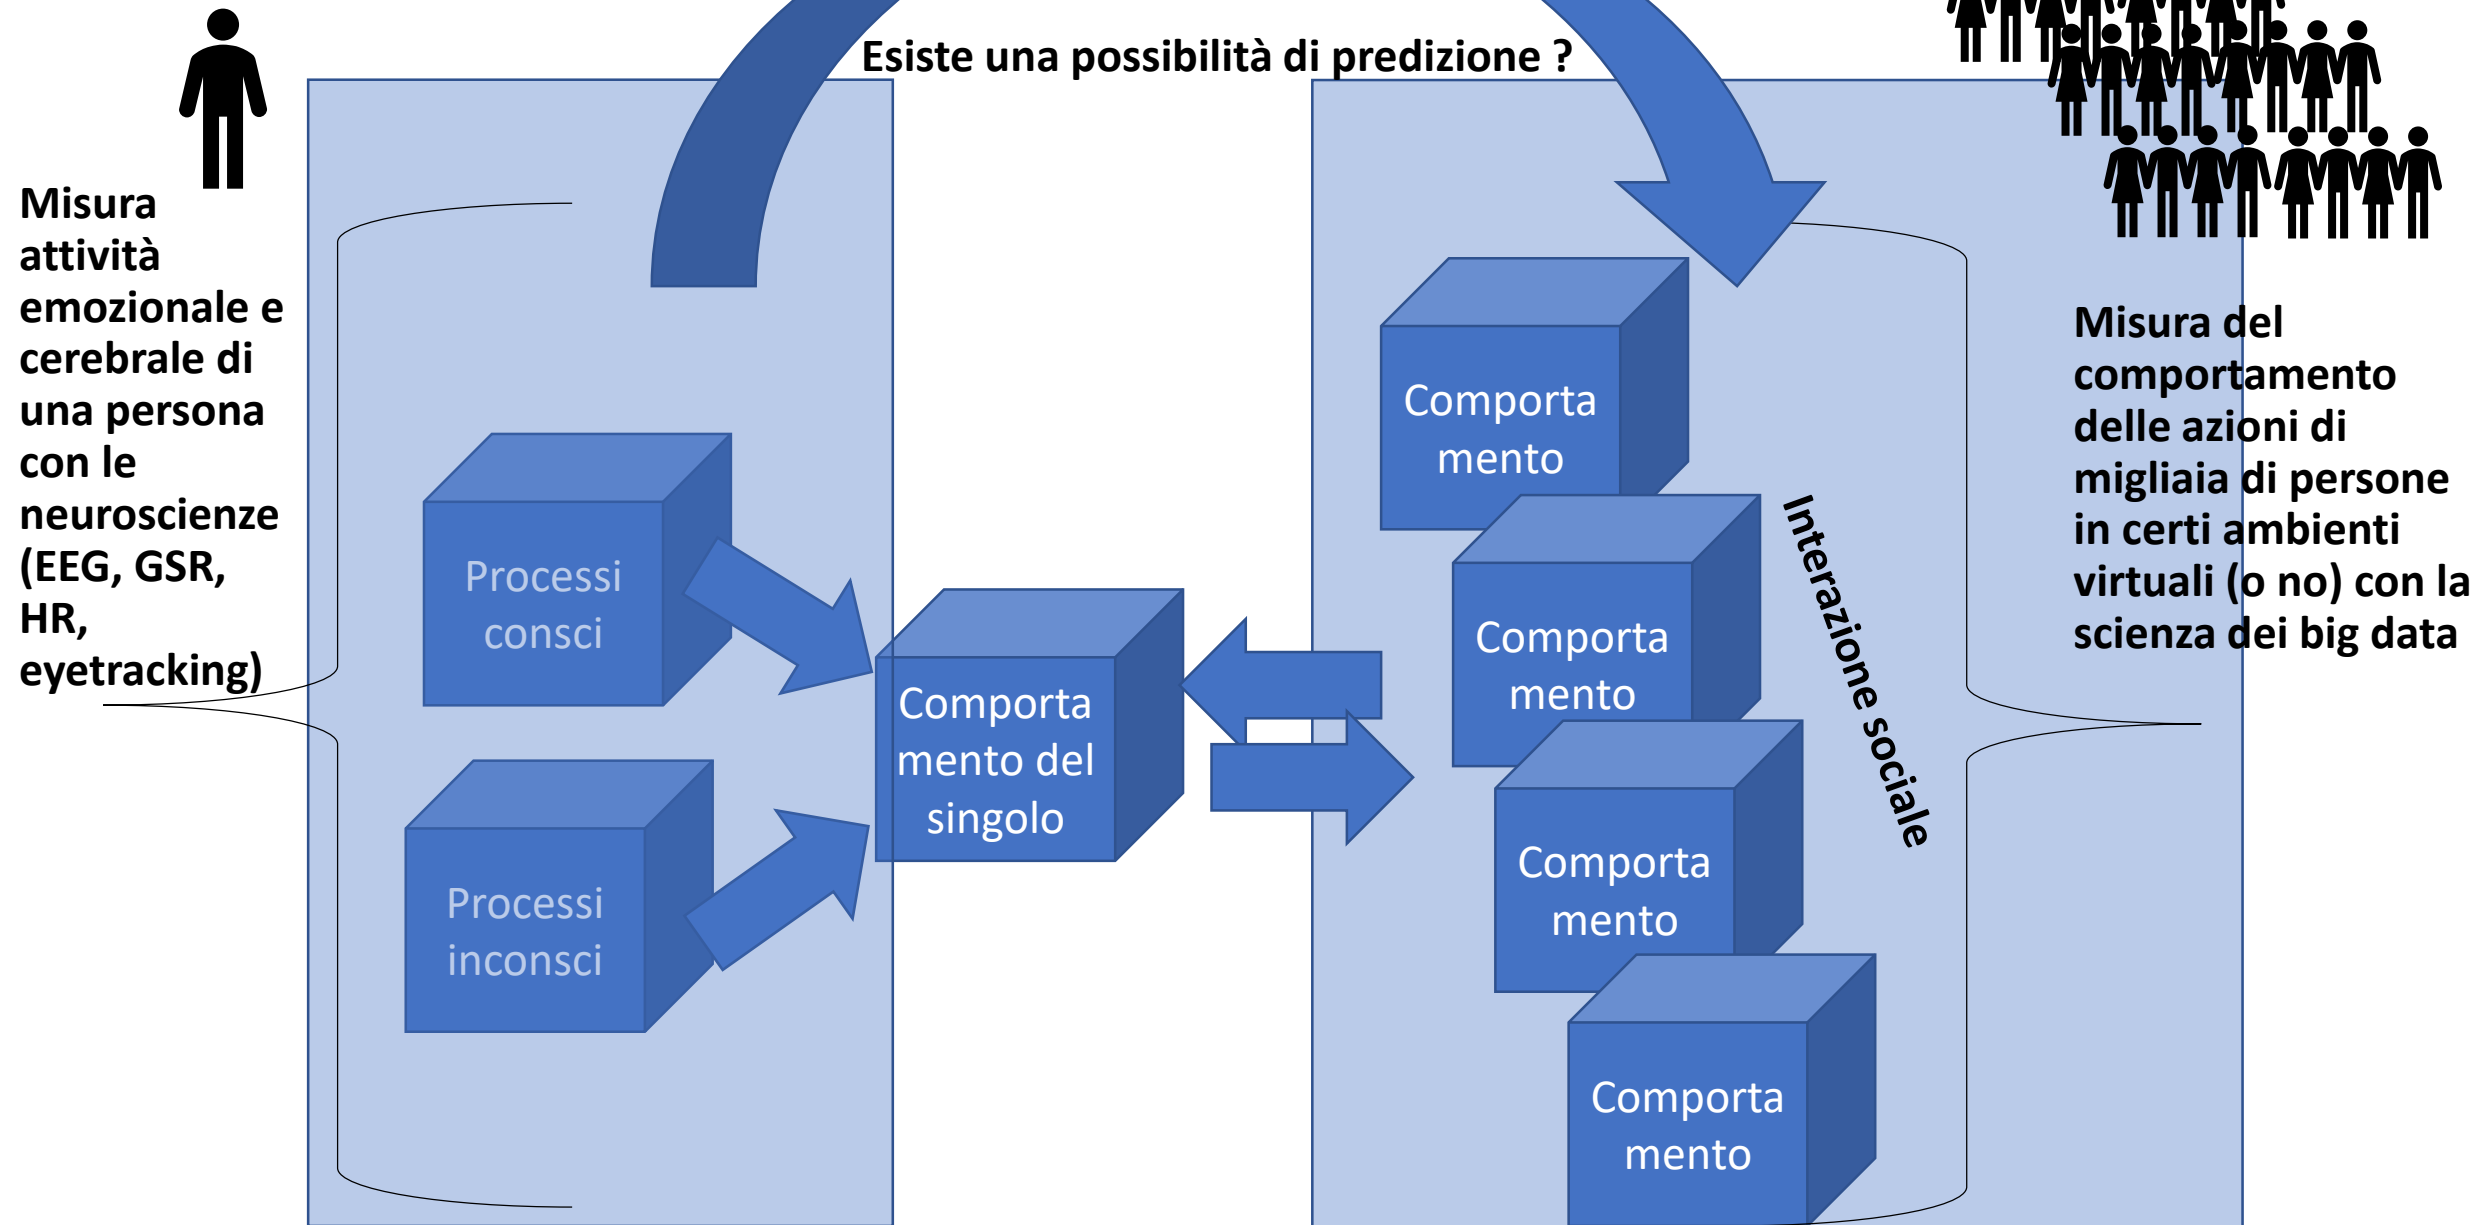 Esiste una possibilità di predizione ?
Misura
attività
emozionale e
cerebrale di
una persona
con le
neuroscienze
(EEG, GSR,
HR,
eyetracking)
Processi
consci
Processi
inconsci
Comporta
mento del
singolo
Comporta
mento
Comporta
mento
Comporta
mento
Comporta
mento
Interazione sociale
Misura del
comportamento
delle azioni di
migliaia di persone
in certi ambienti
virtuali (o no) con la
scienza dei big data